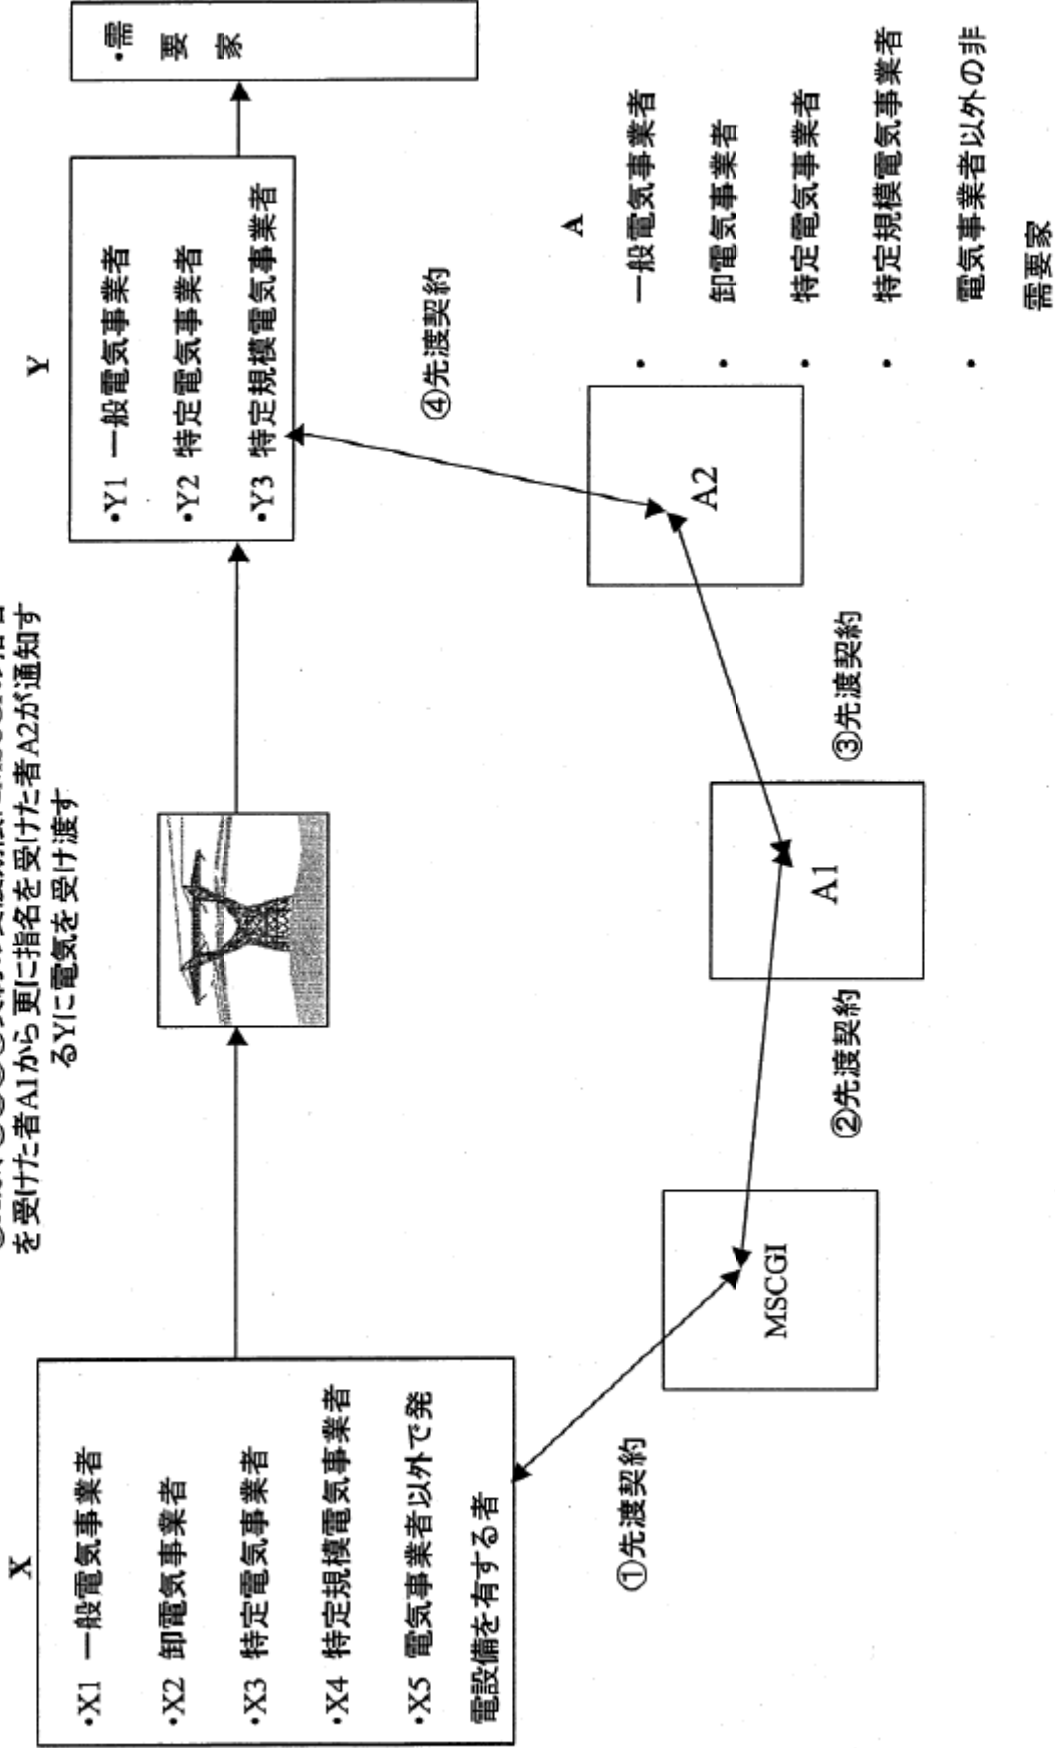 を受けた者A1から更に指名を受けた者A2が通知す
るYに電気を受け渡す
X
・X1 一般電気事業者
・X2 卸電気事業者
・X3 特定電気事業者
・X4 特定規模電気事業者
・X5 電気事業者以外で発
電設備を有する者
Y
・Y1 一般電気事業者
・Y2 特定電気事業者
・Y3 特定規模電気事業者
・需
要
家
①先渡契約
MSCGI
②先渡契約
A1
③先渡契約
A2
④先渡契約
A
・ 一般電気事業者
・ 卸電気事業者
・ 特定電気事業者
・ 特定規模電気事業者
・ 電気事業者以外の非
需要家